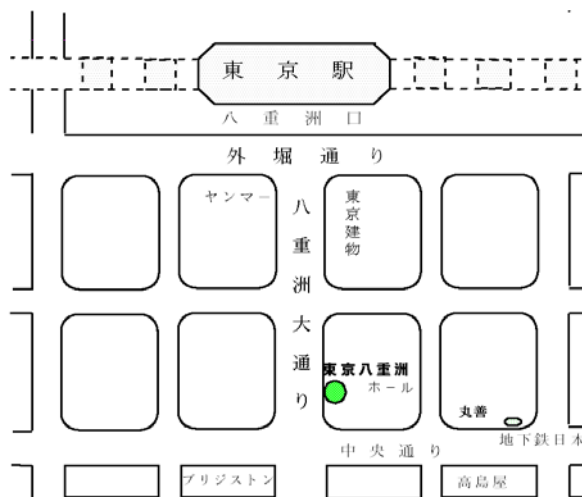 東京駅
八重洲口
外堀通り
ヤンマー
東京建物
八重洲大通り
東京八重洲
ホール
丸善
地下鉄日本
中央通り
ブリジストン
高島屋